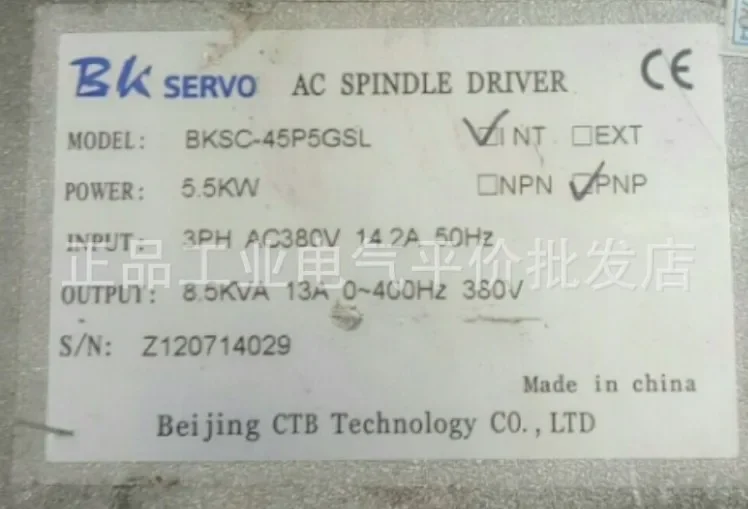 BK SERVO AC SPINDLE DRIVER CE
MODEL: BKSC-45P5GSL ☑INT ☐EXT
POWER: 5.5KW ☐NPN ☑PNP
INPUT: 3PH AC380V 14.2A 50Hz
正品工业电气平价批发店
OUTPUT: 8.5KVA 13A 0~400Hz 380V
S/N: Z120714029
Made in china
Beijing CTB Technology CO.,LTD